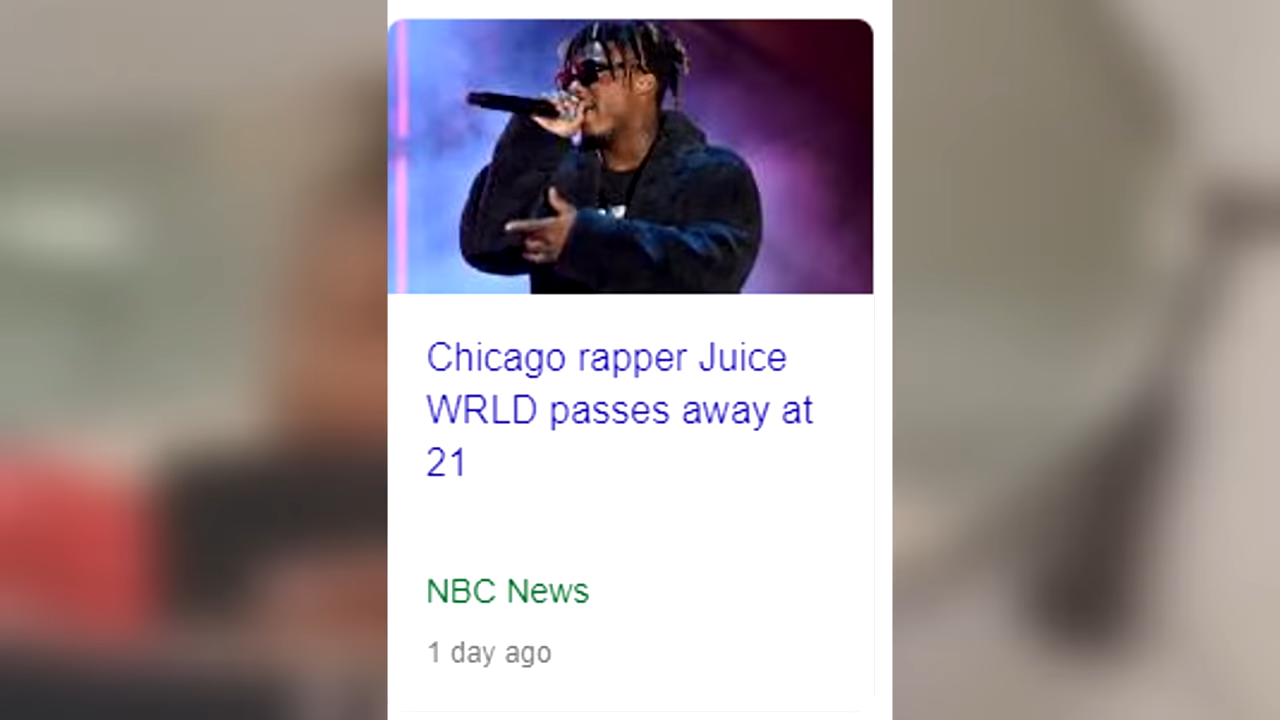 Chicago rapper Juice
WRLD passes away at
21
NBC News
1 day ago